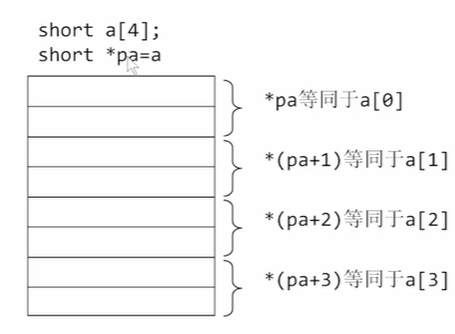 short a[4];
short *pa=a
*pa等同于a[0]
*(pa+1)等同于a[1]
*(pa+2)等同于a[2]
*(pa+3)等同于a[3]